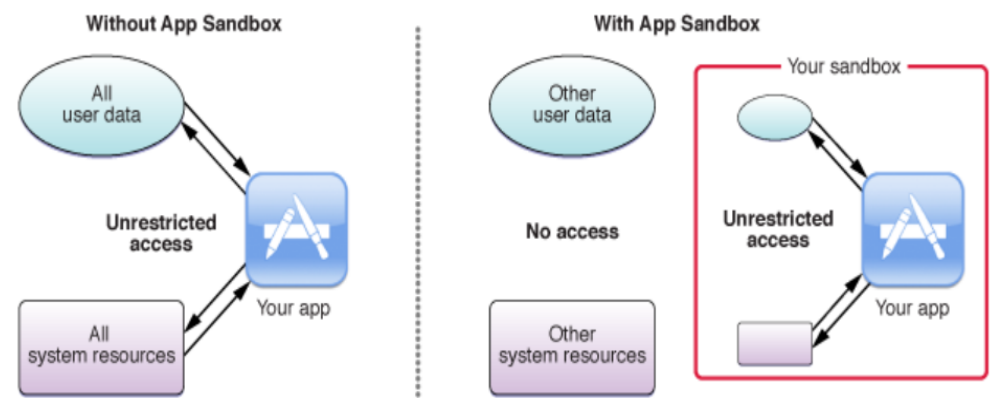 Without App Sandbox
All
user data
Unrestricted
access
Your app
All
system resources
With App Sandbox
Other
user data
No access
Other
system resources
Your sandbox
Unrestricted
access
Your app